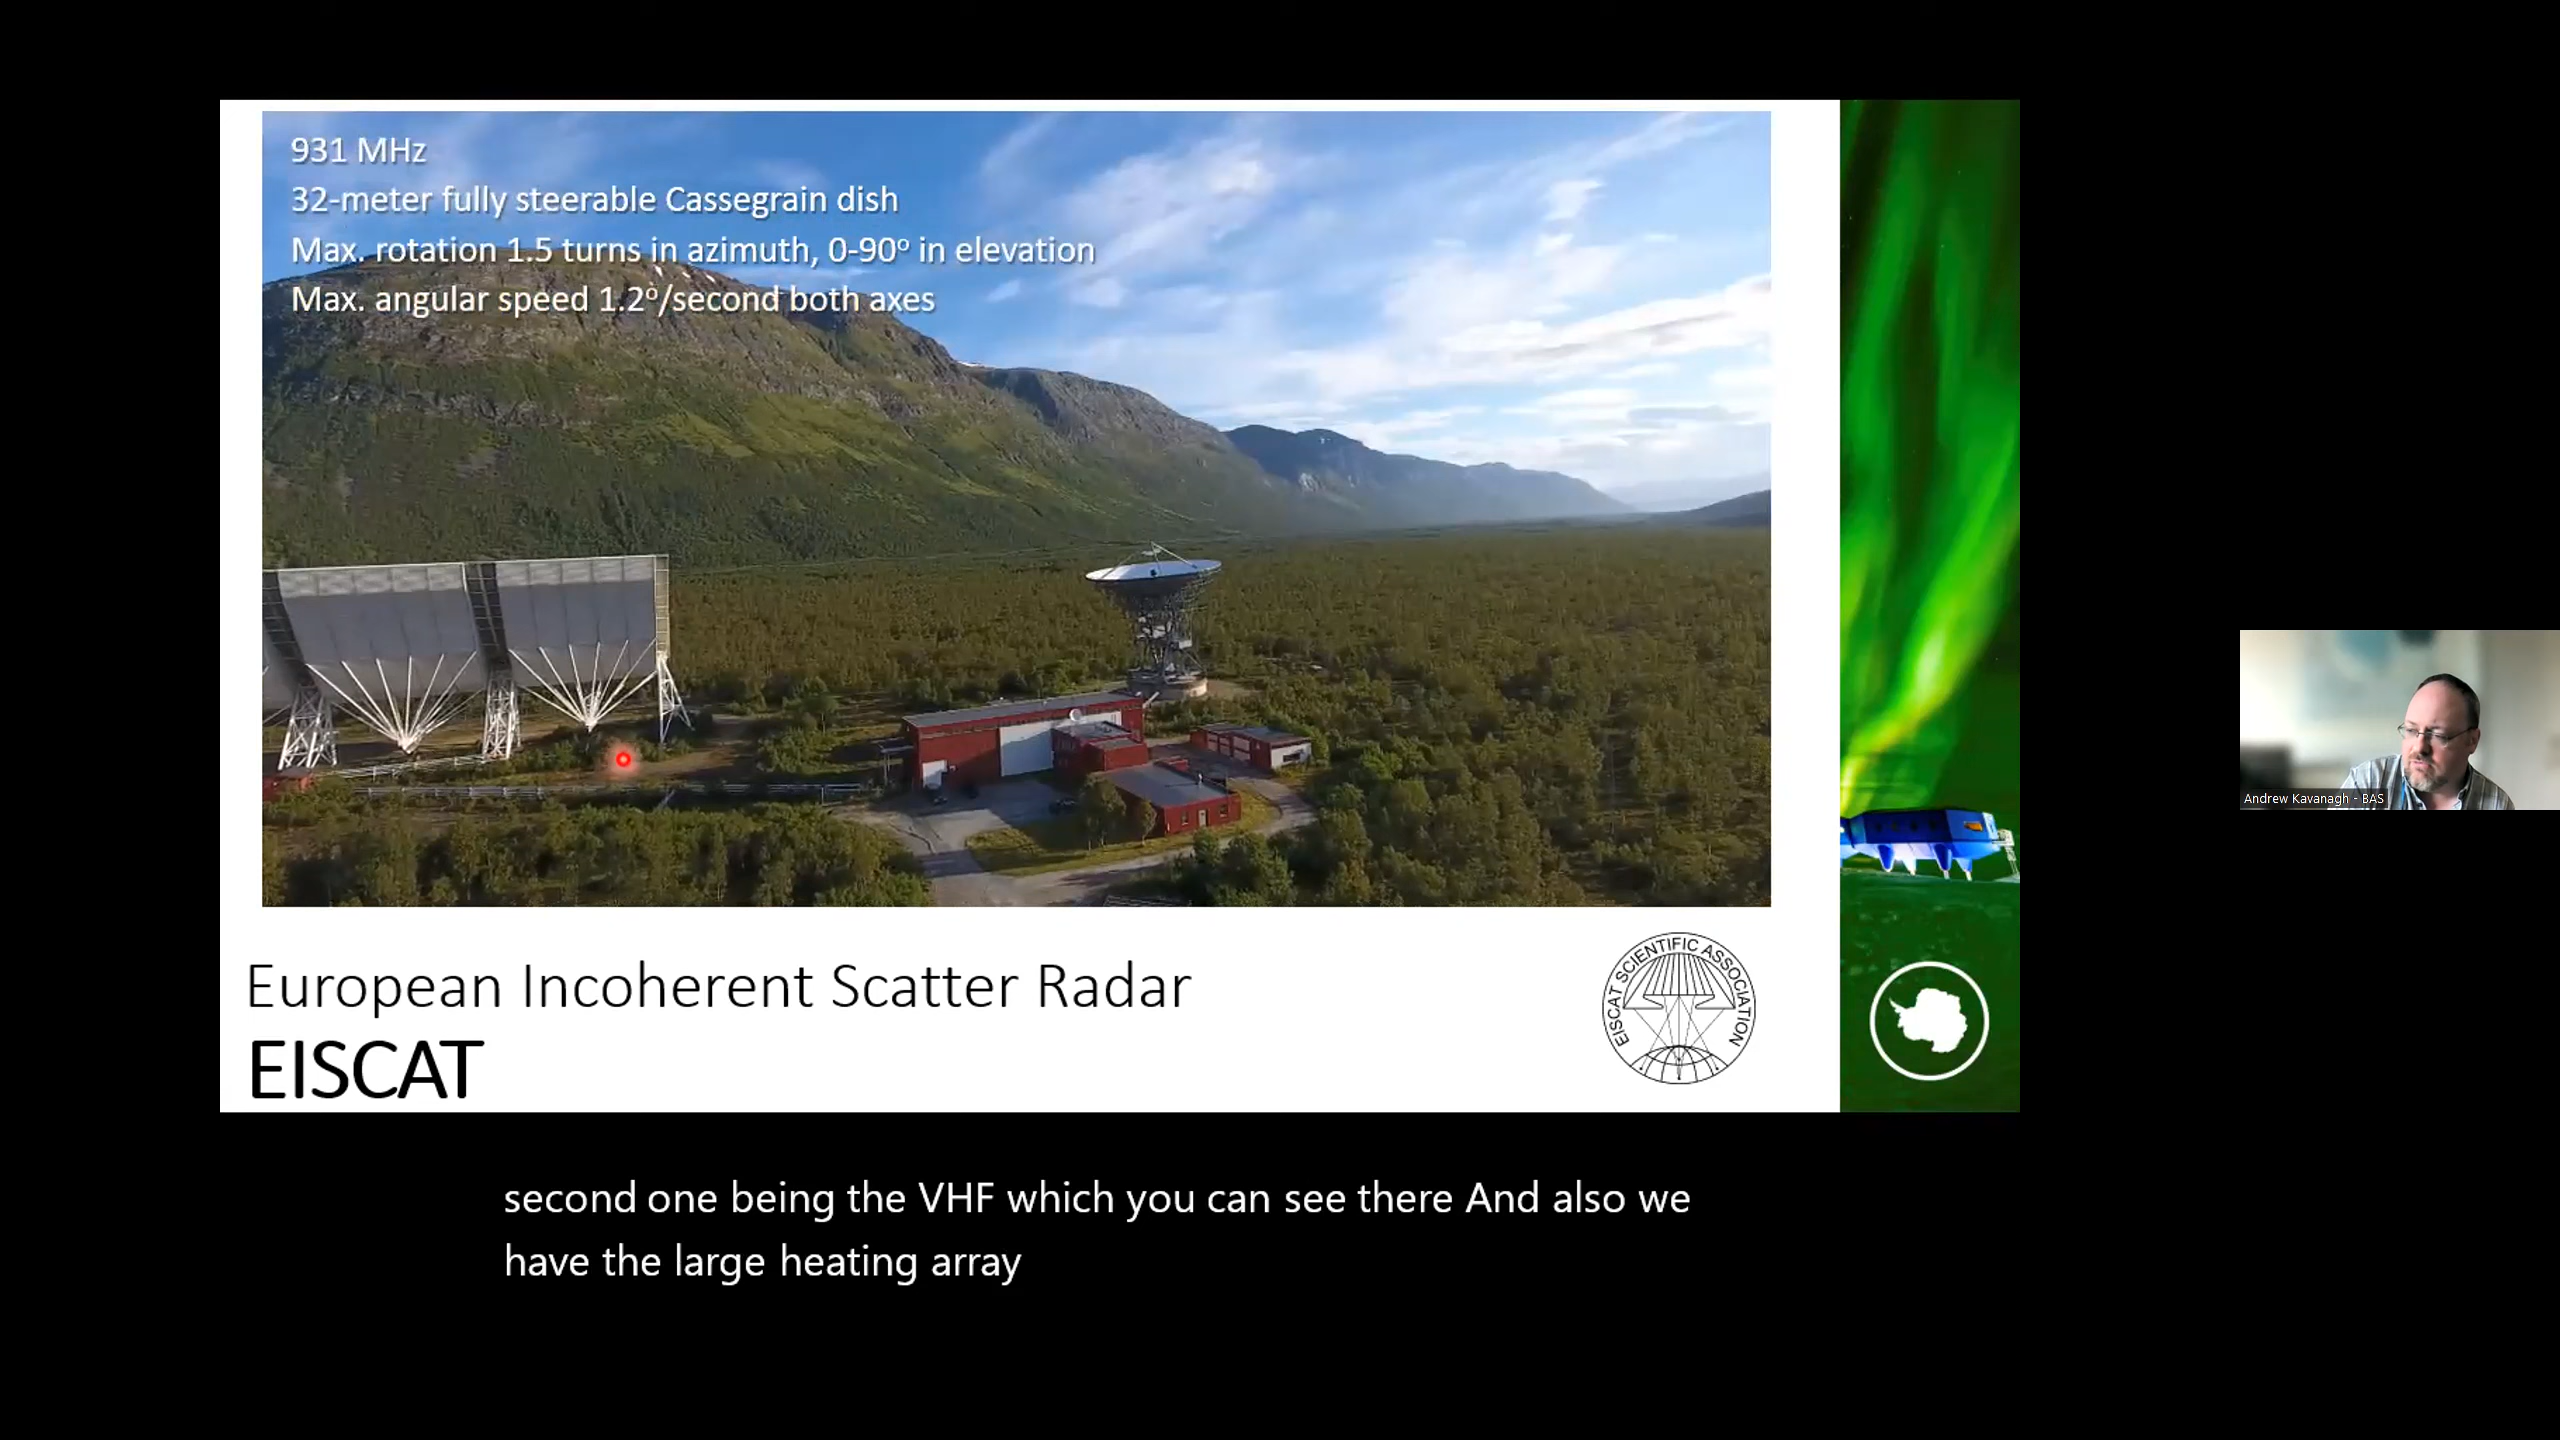 931 MHz
32-meter fully steerable Cassegrain dish
Max. rotation 1.5 turns in azimuth, 0-90º in elevation
Max. angular speed 1.2º/second both axes
European Incoherent Scatter Radar
EISCAT
EISCAT SCIENTIFIC ASSOCIATION
Andrew Kavanagh - BAS
second one being the VHF which you can see there And also we
have the large heating array